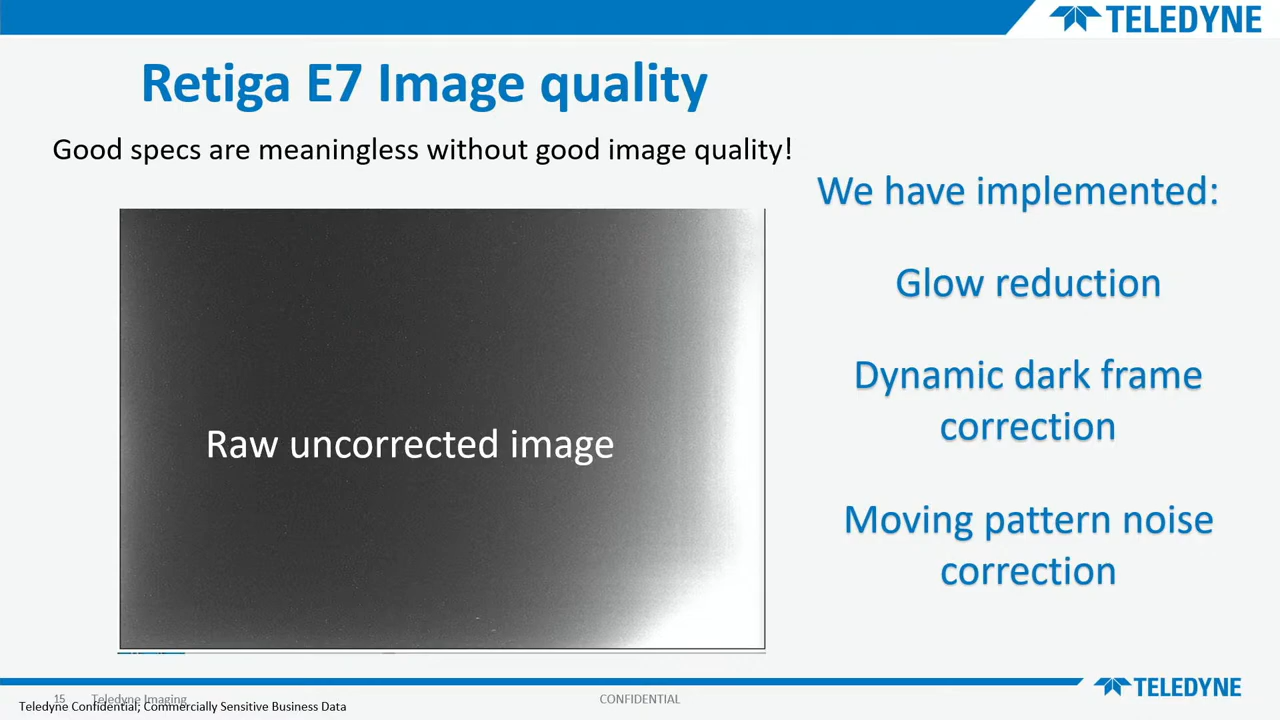 TELEDYNE
Retiga E7 Image quality
Good specs are meaningless without good image quality!
We have implemented:
Glow reduction
Dynamic dark frame
correction
Raw uncorrected image
Moving pattern noise
correction
15 Teledyne Imaging
CONFIDENTIAL
TELEDYNE
Teledyne Confidential; Commercially Sensitive Business Data